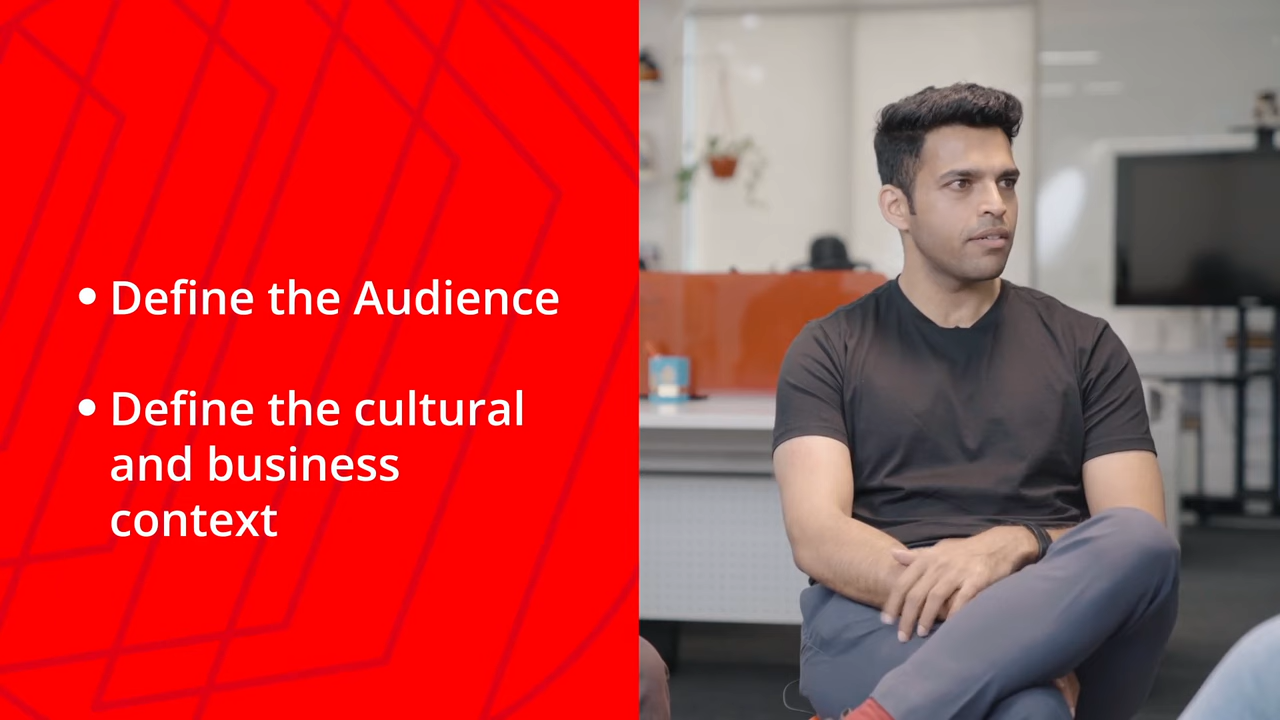 • Define the Audience
• Define the cultural
and business
context